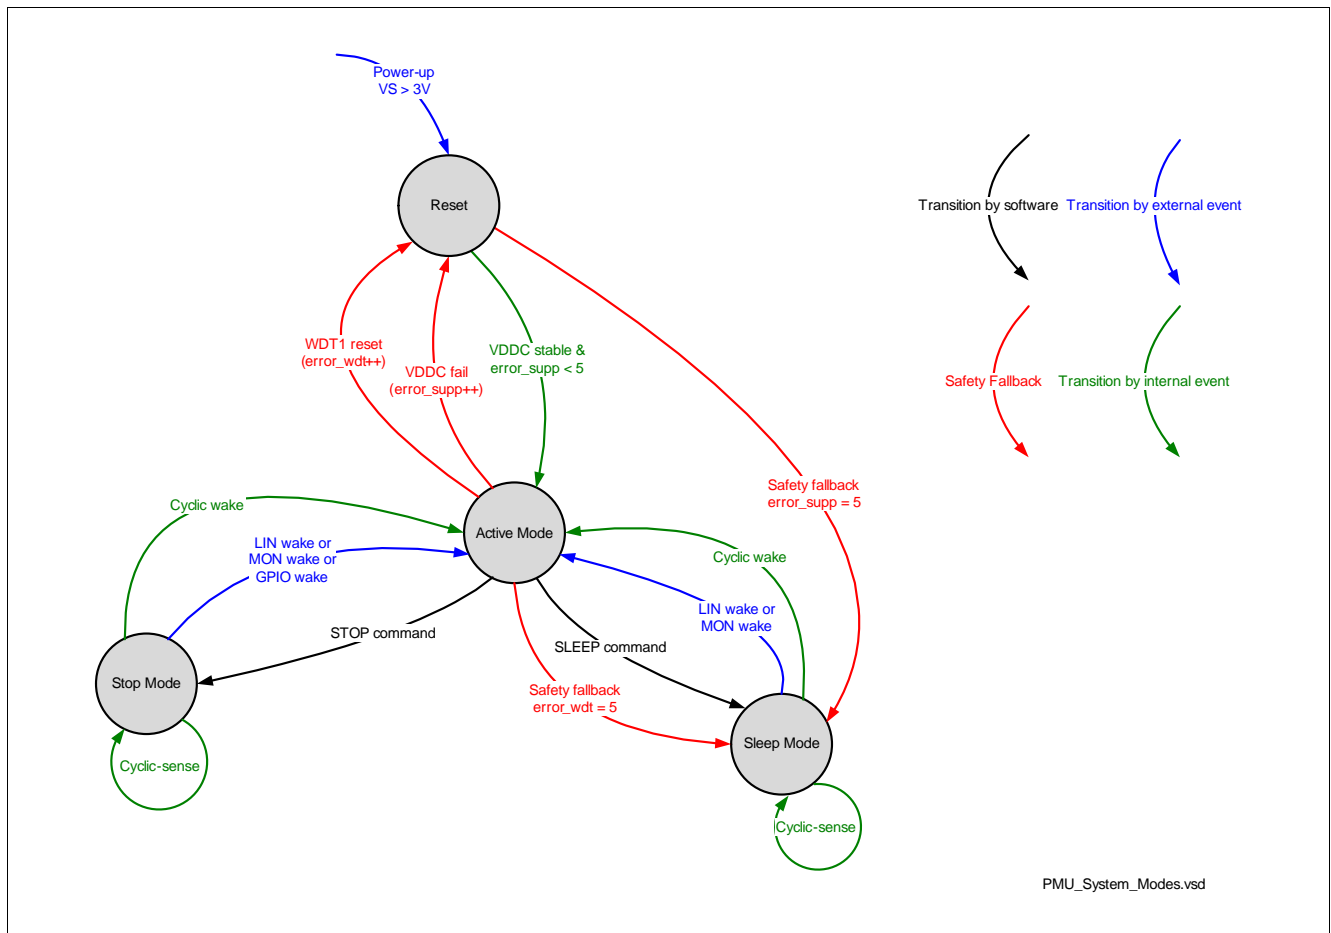 Power-up
VS > 3V
Reset
Transition by software
Transition by external event
WDT1 reset
(error_wdt++)
VDDC fail
(error_supp++)
VDDC stable &
error_supp < 5
Safety Fallback
Transition by internal event
Safety fallback
error_supp = 5
Cyclic wake
LIN wake or
MON wake or
GPIO wake
Active Mode
Cyclic wake
LIN wake or
MON wake
STOP command
SLEEP command
Stop Mode
Safety fallback
error_wdt = 5
Sleep Mode
Cyclic-sense
Cyclic-sense
PMU_System_Modes.vsd